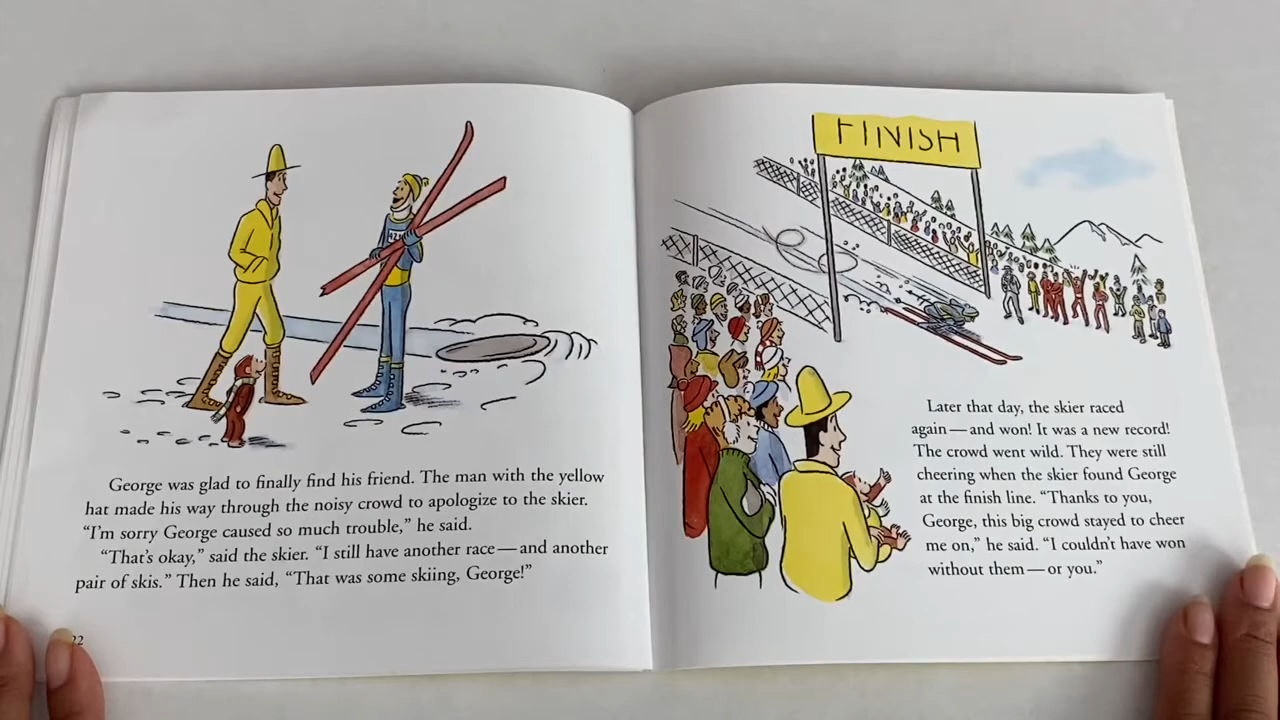 George was glad to finally find his friend. The man with the yellow
hat made his way through the noisy crowd to apologize to the skier.
“I’m sorry George caused so much trouble,” he said.
“That’s okay,” said the skier. “I still have another race—and another
pair of skis.” Then he said, “That was some skiing, George!”
22
FINISH
Later that day, the skier raced
again—and won! It was a new record!
The crowd went wild. They were still
cheering when the skier found George
at the finish line. “Thanks to you,
George, this big crowd stayed to cheer
me on,” he said. “I couldn’t have won
without them—or you.”